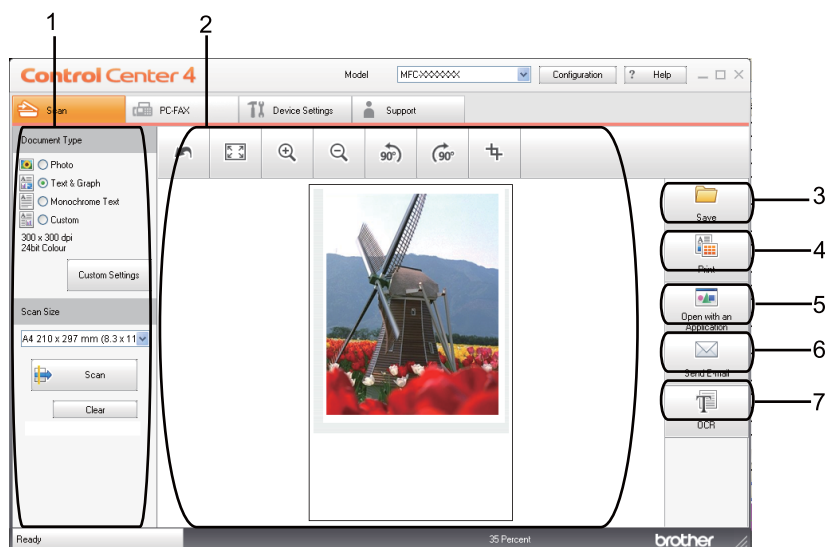 1
2
Control Center 4
Model
MFC-XXXXXX
Configuration
? Help
Scan
PC-FAX
Device Settings
Support
Document Type
Photo
Text & Graph
Monochrome Text
Custom
300 x 300 dpi
24bit Colour
Custom Settings
Scan Size
A4 210 x 297 mm (8.3 x 11
Scan
Clear
90°
90°
Save
3
Print
4
Open with an
Application
5
Send E-mail
6
OCR
7
Ready
35 Percent
brother